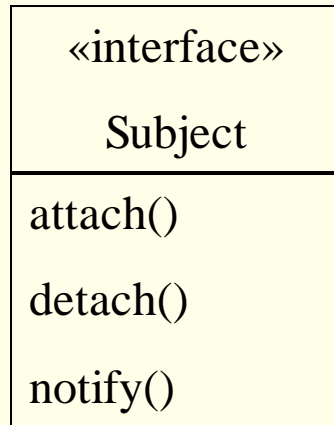 «interface»
Subject
attach()
detach()
notify()